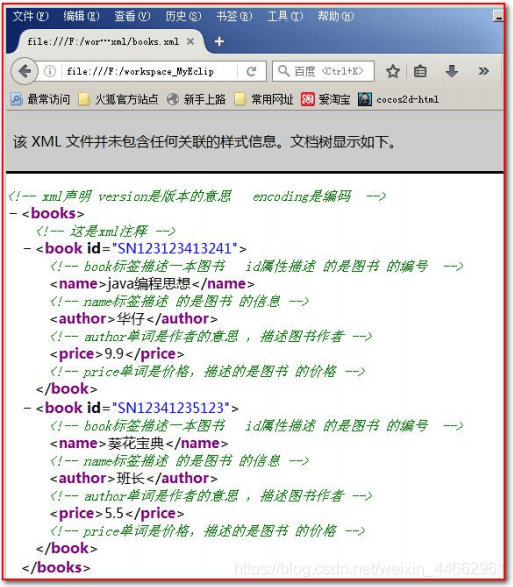 文件(F) 编辑(E) 查看(V) 历史(S) 书签(B) 工具(T) 帮助(H)
file:///F:/wor…xml/books.xml ×
+
file:///F:/workspace_MyEclip
百度 <Ctrl+K>
最常访问 火狐官方站点 新手上路 常用网址 爱淘宝 cocos2d-html
该 XML 文件并未包含任何关联的样式信息。文档树显示如下。
<!-- xml声明 version是版本的意思 encoding是编码 -->
- <books>
<!-- 这是xml注释 -->
- <book id="SN123123413241">
<!-- book标签描述一本图书 id属性描述 的是图书 的编号 -->
<name>java编程思想</name>
<!-- name标签描述 的是图书 的信息 -->
<author>华仔</author>
<!-- author单词是作者的意思 ，描述图书作者 -->
<price>9.9</price>
<!-- price单词是价格，描述的是图书 的价格 -->
</book>
- <book id="SN12341235123">
<!-- book标签描述一本图书 id属性描述 的是图书 的编号 -->
<name>葵花宝典</name>
<!-- name标签描述 的是图书 的信息 -->
<author>班长</author>
<!-- author单词是作者的意思 ，描述图书作者 -->
<price>5.5</price>
<!-- price单词是价格，描述的是图书 的价格 -->
</book>
</books>
https://blog.csdn.net/weixin_44662961